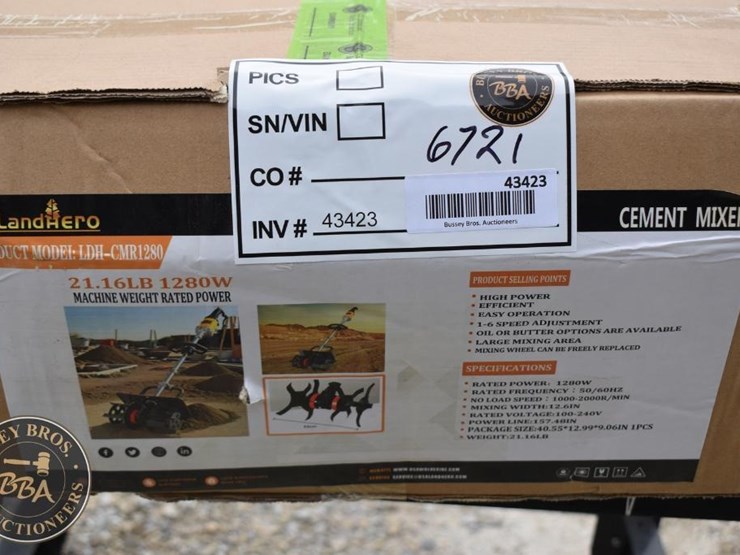 PICS
SN/VIN
6721
CO #
43423
INV # 43423
Bussey Bros. Auctioneers
BBA
AUCTIONEERS
LANDHERO
CEMENT MIXE
DUCT MODEL: LDH-CMR1280
21.16LB 1280W
MACHINE WEIGHT RATED POWER
PRODUCT SELLING POINTS
• HIGH POWER
• EFFICIENT
• EASY OPERATION
• 1-6 SPEED ADJUSTMENT
• OIL OR BUTTER OPTIONS ARE AVAILABLE
• LARGE MIXING AREA
• MIXING WHEEL CAN BE FREELY REPLACED
SPECIFICATIONS
• RATED POWER: 1280W
• RATED FREQUENCY : 50/60HZ
• NO LOAD SPEED : 1000-2000R/MIN
• MIXING WIDTH:12.6IN
• RATED VOLTAGE:100-240V
• POWER LINE:157.48IN
• PACKAGE SIZE:40.55*12.99*9.06IN 1PCS
• WEIGHT:21.16LB
EY BROS.
BBA
AUCTIONEERS